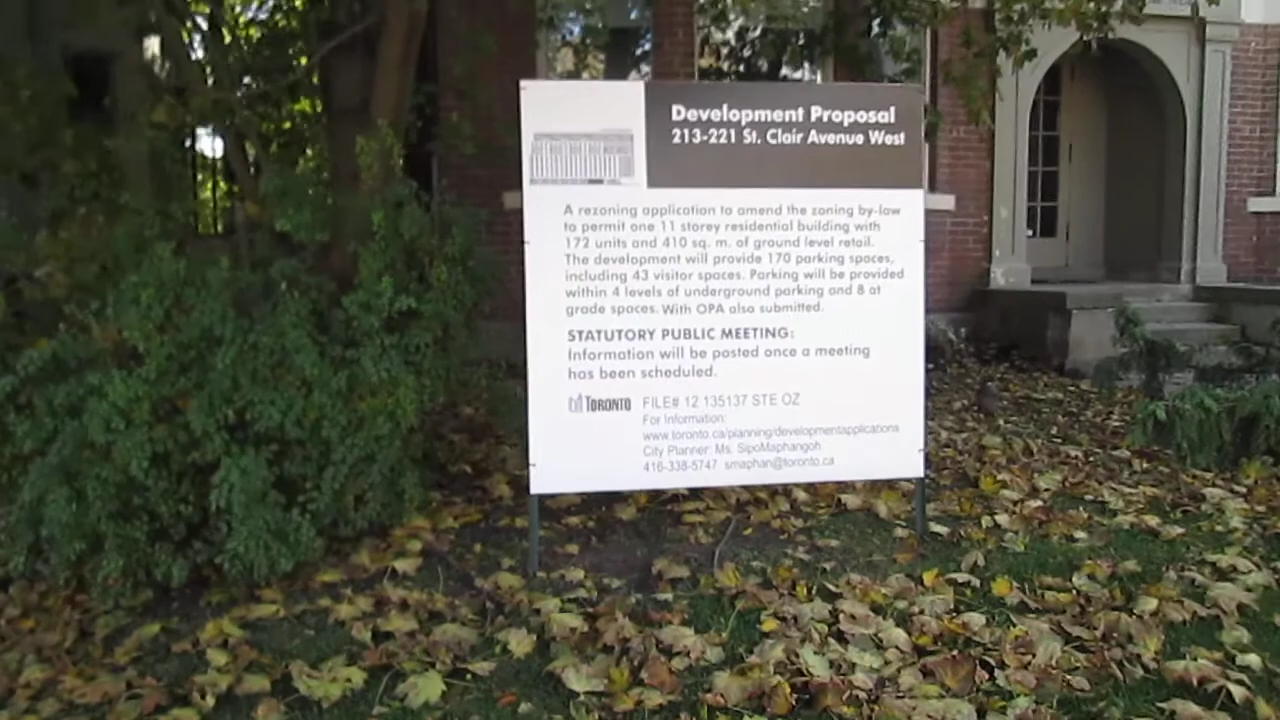 Development Proposal
213-221 St. Clair Avenue West
A rezoning application to amend the zoning by-law
to permit one 11 storey residential building with
172 units and 410 sq. m. of ground level retail.
The development will provide 170 parking spaces,
including 43 visitor spaces. Parking will be provided
within 4 levels of underground parking and 8 at
grade spaces. With OPA also submitted.
STATUTORY PUBLIC MEETING:
Information will be posted once a meeting
has been scheduled.
TORONTO FILE# 12 135137 STE OZ
For Information:
www.toronto.ca/planning/developmentapplications
City Planner: Ms. SipoMaphangoh
416-338-5747 smaphan@toronto.ca